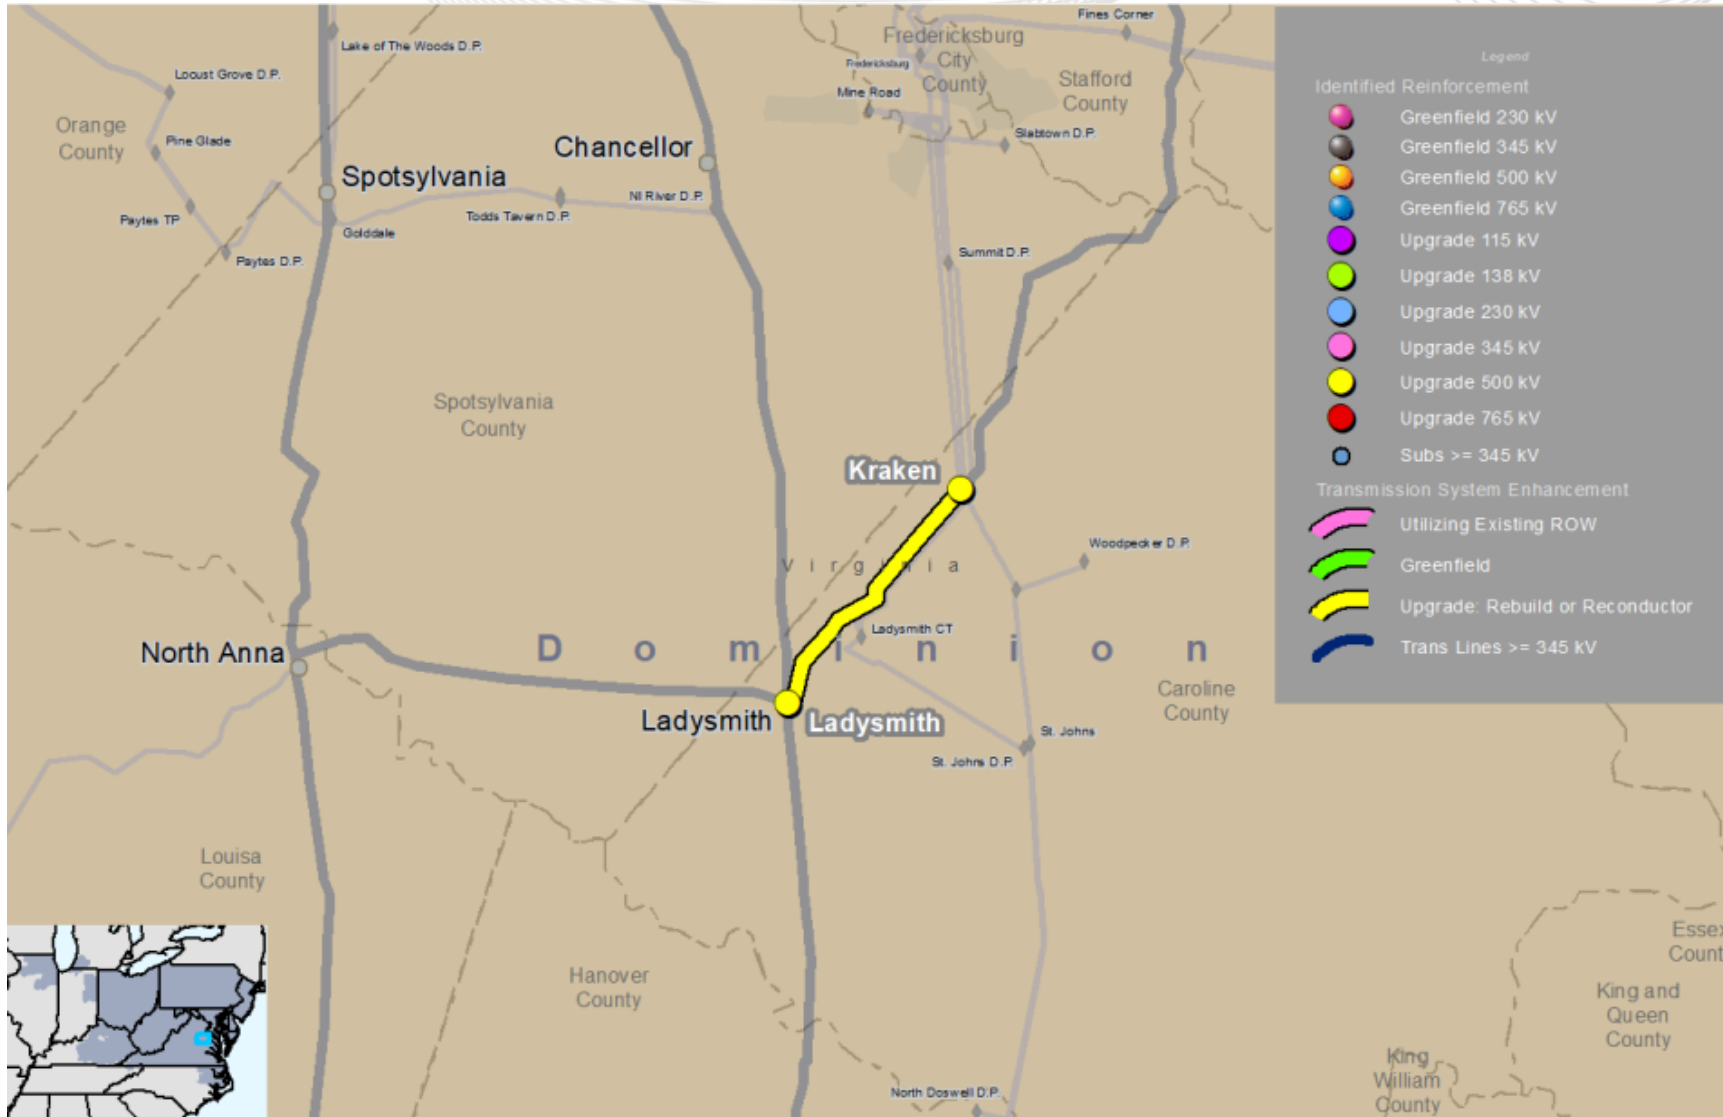 Fines Corner
Fredericksburg
City
County
Lake of The Woods D.P.
Locust Grove D.P.
Fredericksburg
Stafford
County
Mine Road
Orange
County
Pine Glade
Slabtown D.P.
Chancellor
Spotsylvania
NI River D.P.
Todds Tavern D.P.
Paytes TP
Golddale
Paytes D.P.
Summit D.P.
Spotsylvania
County
Kraken
Woodpecker D.P.
Virginia
Ladysmith CT
Dominion
North Anna
Caroline
County
Ladysmith
Ladysmith
St. Johns
St. Johns D.P.
Louisa
County
Hanover
County
Essex
Count
King and
Queen
County
King
William
County
North Doswell D.P.
Legend
Identified Reinforcement
Greenfield 230 kV
Greenfield 345 kV
Greenfield 500 kV
Greenfield 765 kV
Upgrade 115 kV
Upgrade 138 kV
Upgrade 230 kV
Upgrade 345 kV
Upgrade 500 kV
Upgrade 765 kV
Subs >= 345 kV
Transmission System Enhancement
Utilizing Existing ROW
Greenfield
Upgrade: Rebuild or Reconductor
Trans Lines >= 345 kV